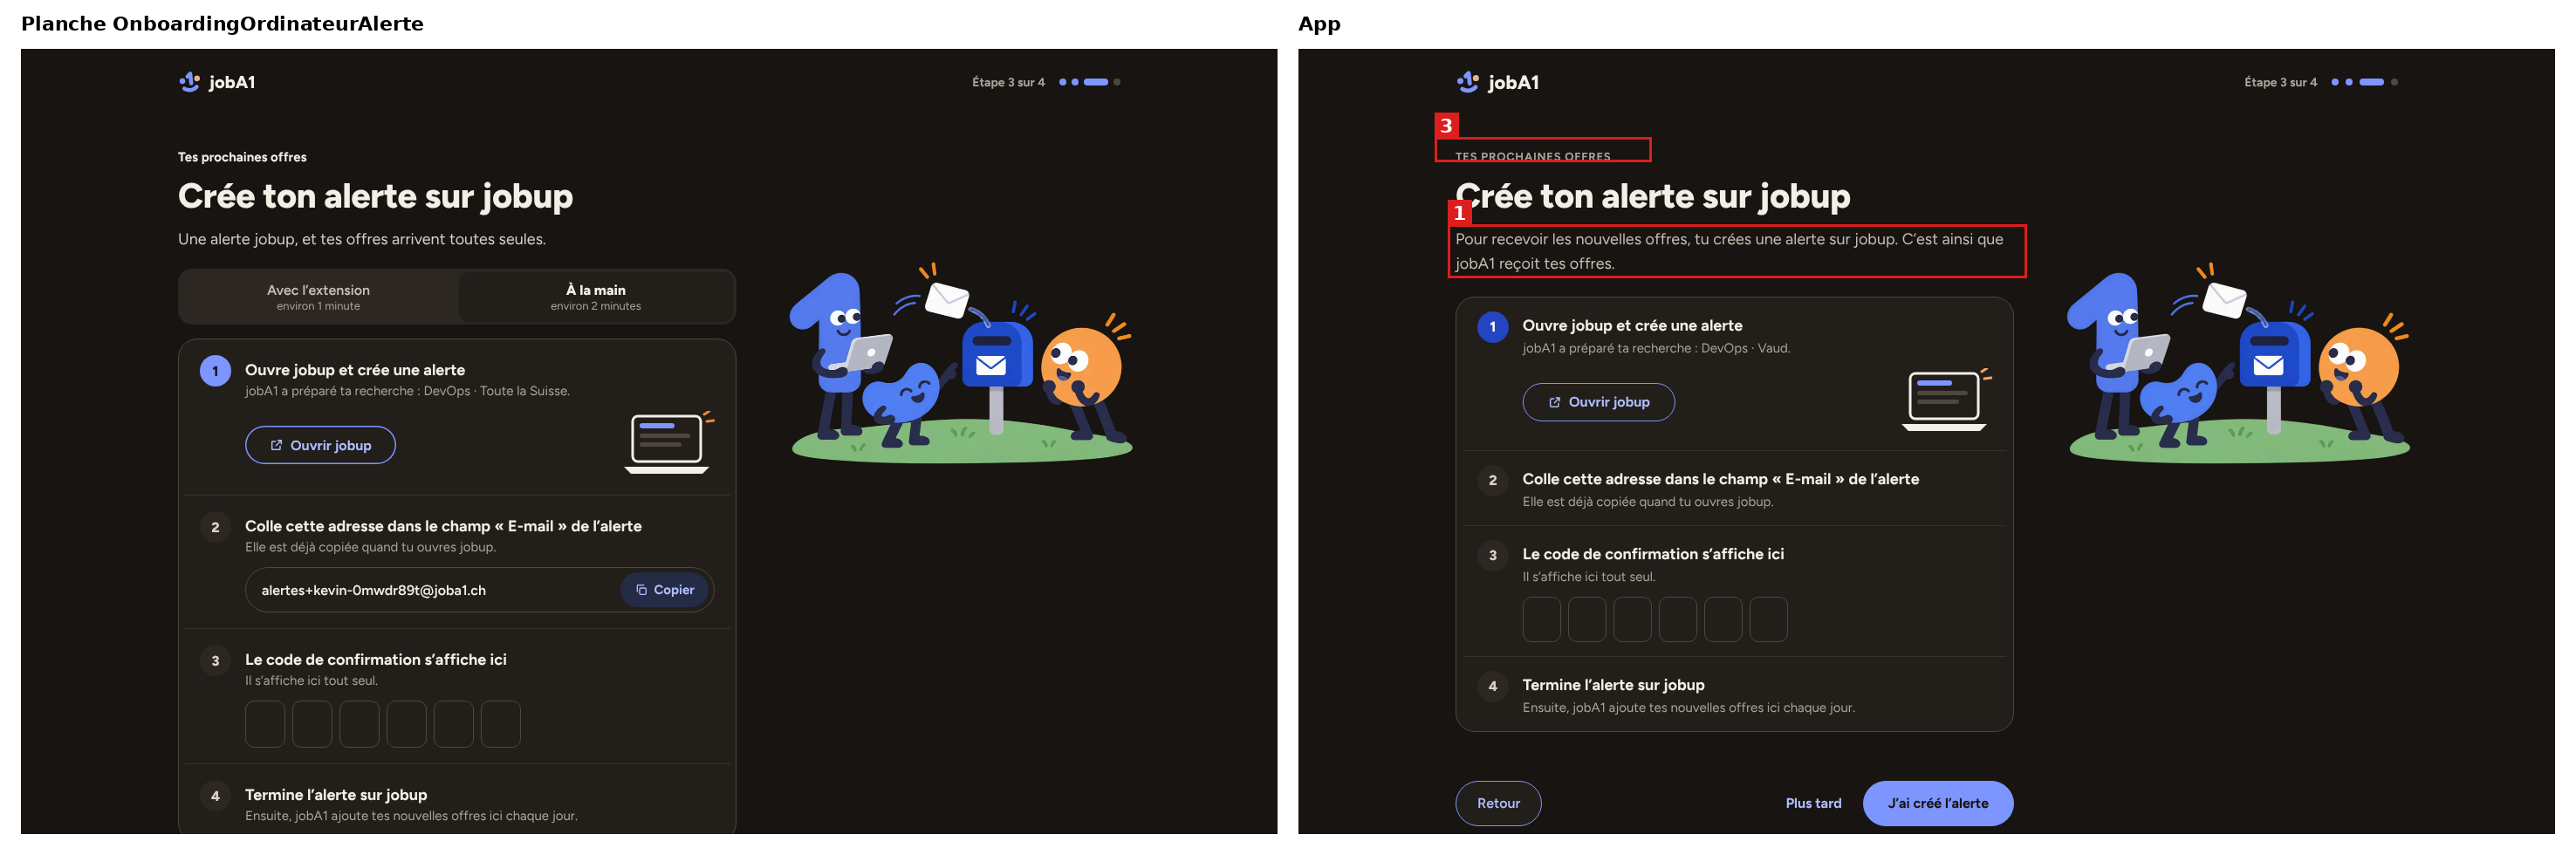 Planche OnboardingOrdinateurAlerte
jobA1
Étape 3 sur 4
Tes prochaines offres
Crée ton alerte sur jobup
Une alerte jobup, et tes offres arrivent toutes seules.
Avec l’extension
environ 1 minute
À la main
environ 2 minutes
1
Ouvre jobup et crée une alerte
jobA1 a préparé ta recherche : DevOps · Toute la Suisse.
Ouvrir jobup
2
Colle cette adresse dans le champ « E-mail » de l’alerte
Elle est déjà copiée quand tu ouvres jobup.
alertes+kevin-0mwdr89t@joba1.ch
Copier
3
Le code de confirmation s’affiche ici
Il s’affiche ici tout seul.
4
Termine l’alerte sur jobup
Ensuite, jobA1 ajoute tes nouvelles offres ici chaque jour.
App
jobA1
Étape 3 sur 4
3
TES PROCHAINES OFFRES
Crée ton alerte sur jobup
1
Pour recevoir les nouvelles offres, tu crées une alerte sur jobup. C’est ainsi que
jobA1 reçoit tes offres.
1
Ouvre jobup et crée une alerte
jobA1 a préparé ta recherche : DevOps · Vaud.
Ouvrir jobup
2
Colle cette adresse dans le champ « E-mail » de l’alerte
Elle est déjà copiée quand tu ouvres jobup.
3
Le code de confirmation s’affiche ici
Il s’affiche ici tout seul.
4
Termine l’alerte sur jobup
Ensuite, jobA1 ajoute tes nouvelles offres ici chaque jour.
Retour
Plus tard
J’ai créé l’alerte